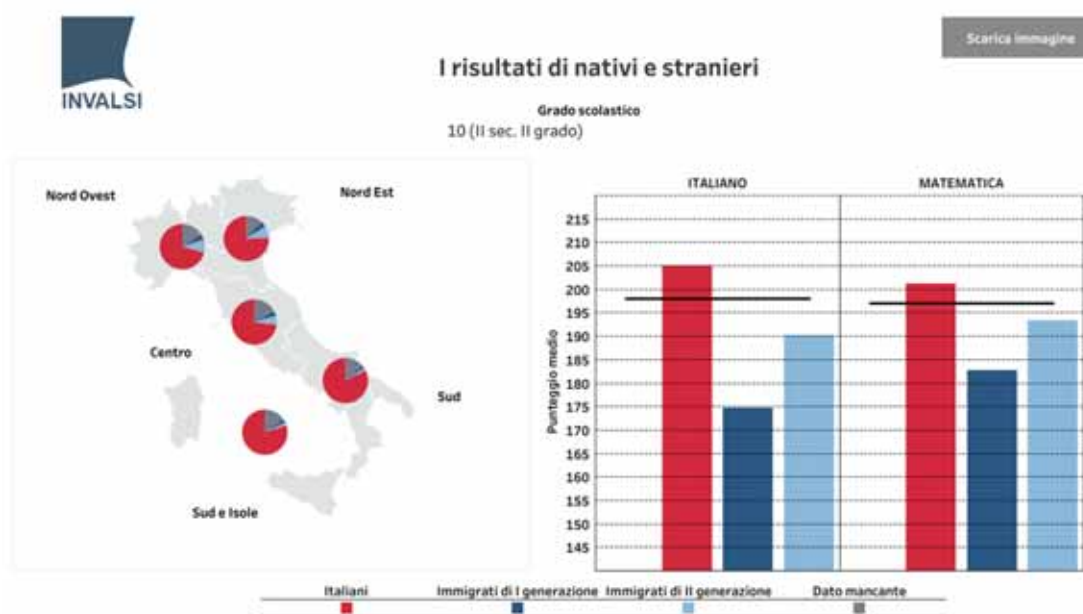 INVALSI
Scarica immagine
I risultati di nativi e stranieri
Grado scolastico
10 (II sec. II grado)
Nord Ovest
Nord Est
Centro
Sud
Sud e Isole
ITALIANO
MATEMATICA
Punteggio medio
215
210
205
200
195
190
185
180
175
170
165
160
155
150
145
Italiani
Immigrati di I generazione
Immigrati di II generazione
Dato mancante